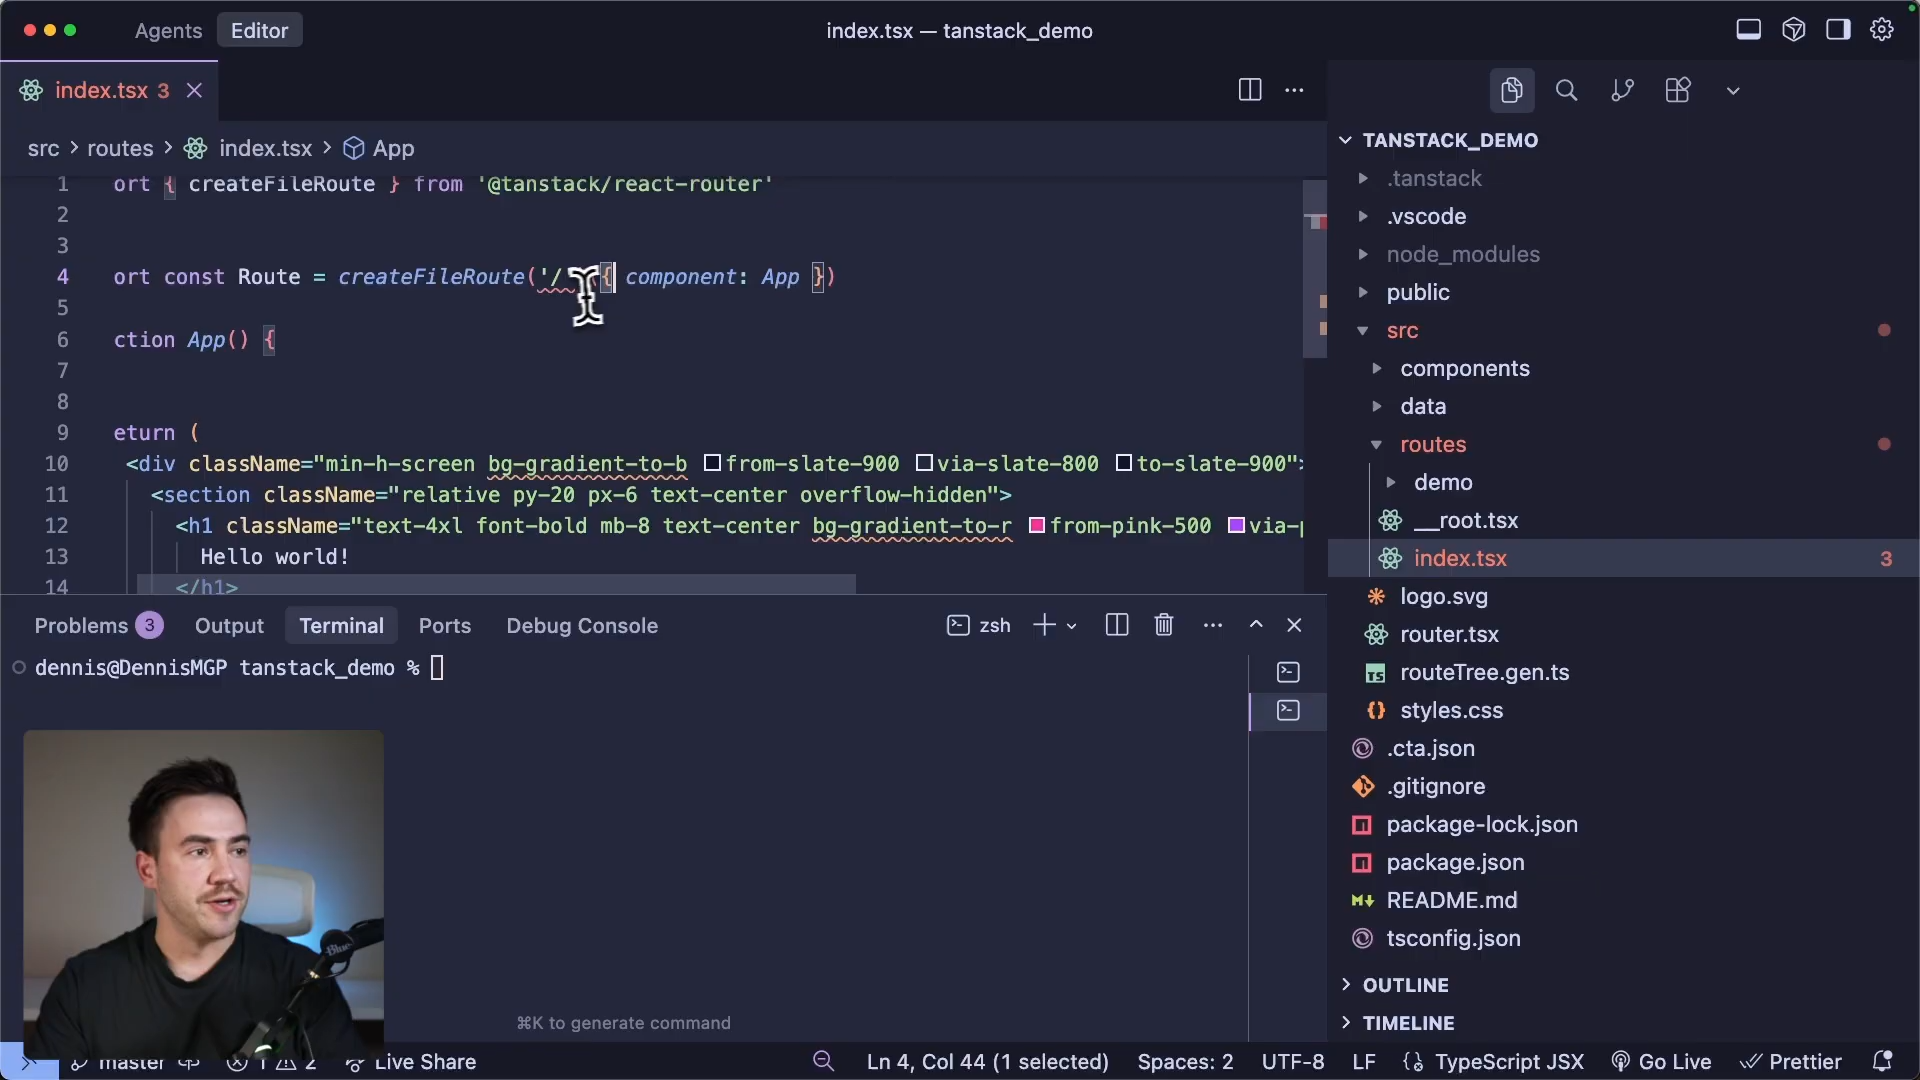 Agents Editor
index.tsx — tanstack_demo
index.tsx 3
src > routes > index.tsx > App
1 ort { createFileRoute } from '@tanstack/react-router'
2
3
4 ort const Route = createFileRoute('/ { component: App })
5
6 ction App() {
7
8
9 eturn (
10 <div className="min-h-screen bg-gradient-to-b from-slate-900 via-slate-800 to-slate-900">
11 <section className="relative py-20 px-6 text-center overflow-hidden">
12 <h1 className="text-4xl font-bold mb-8 text-center bg-gradient-to-r from-pink-500 via-p
13 Hello world!
14 </h1>
Problems 3 Output Terminal Ports Debug Console
zsh
dennis@DennisMGP tanstack_demo %
⌘K to generate command
TANSTACK_DEMO
.tanstack
.vscode
node_modules
public
src
components
data
routes
demo
__root.tsx
index.tsx 3
logo.svg
router.tsx
routeTree.gen.ts
styles.css
.cta.json
.gitignore
package-lock.json
package.json
README.md
tsconfig.json
OUTLINE
TIMELINE
Blue
master 1 2 Live Share
Ln 4, Col 44 (1 selected) Spaces: 2 UTF-8 LF TypeScript JSX Go Live Prettier